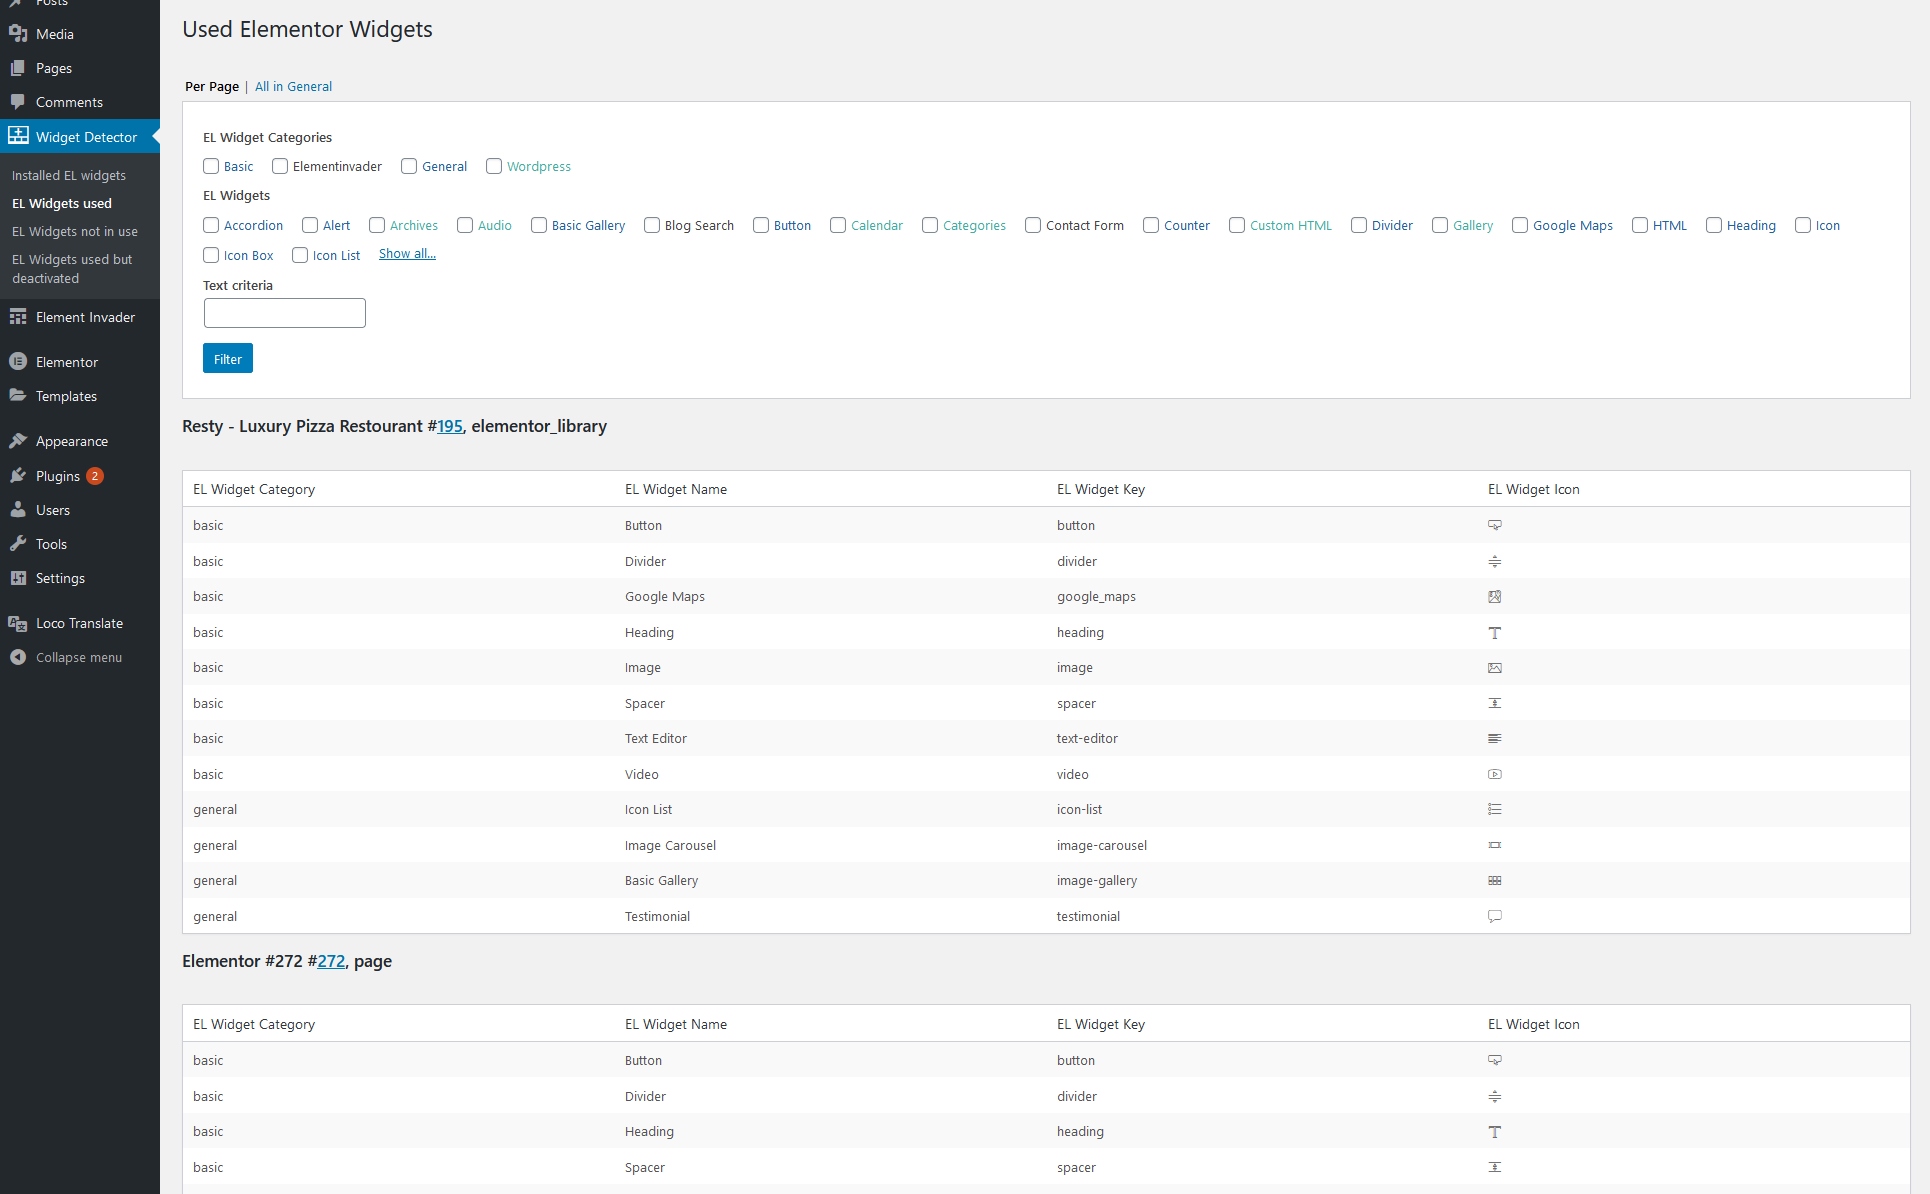 Posts
Media
Pages
Comments
Widget Detector
Installed EL widgets
EL Widgets used
EL Widgets not in use
EL Widgets used but
deactivated
Element Invader
Elementor
Templates
Appearance
Plugins 2
Users
Tools
Settings
Loco Translate
Collapse menu
Used Elementor Widgets
Per Page | All in General
EL Widget Categories
Basic Elementinvader General Wordpress
EL Widgets
Accordion Alert Archives Audio Basic Gallery Blog Search Button Calendar Categories Contact Form Counter Custom HTML Divider Gallery Google Maps HTML Heading Icon
Icon Box Icon List Show all...
Text criteria
Filter
Resty - Luxury Pizza Restourant #195, elementor_library
EL Widget Category EL Widget Name EL Widget Key EL Widget Icon
basic Button button
basic Divider divider
basic Google Maps google_maps
basic Heading heading
basic Image image
basic Spacer spacer
basic Text Editor text-editor
basic Video video
general Icon List icon-list
general Image Carousel image-carousel
general Basic Gallery image-gallery
general Testimonial testimonial
Elementor #272 #272, page
EL Widget Category EL Widget Name EL Widget Key EL Widget Icon
basic Button button
basic Divider divider
basic Heading heading
basic Spacer spacer